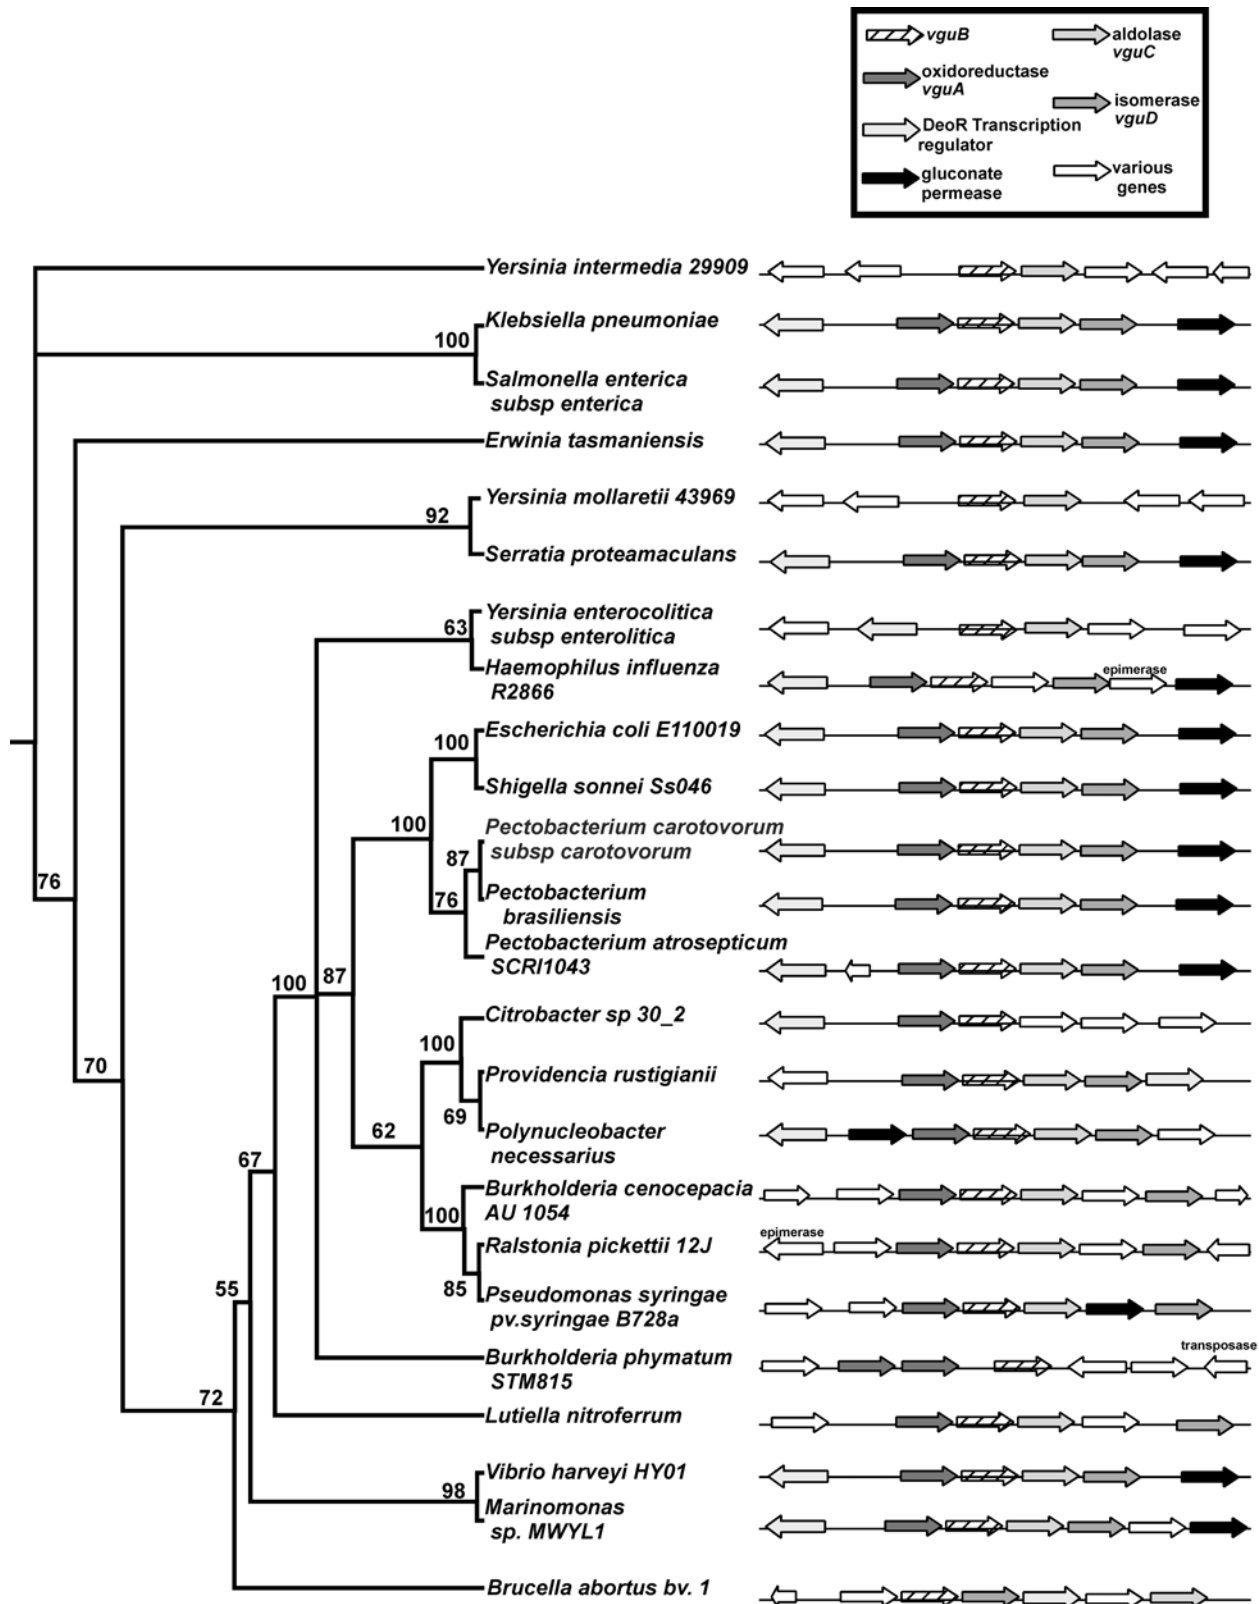 vguB
aldolase
vguC
oxidoreductase
vguA
isomerase
vguD
DeoR Transcription
regulator
gluconate
permease
various
genes
Yersinia intermedia 29909
Klebsiella pneumoniae
100
Salmonella enterica
subsp enterica
Erwinia tasmaniensis
Yersinia mollaretii 43969
92
Serratia proteamaculans
Yersinia enterocolitica
subsp enterolitica
63
Haemophilus influenza
R2866
epimerase
Escherichia coli E110019
100
Shigella sonnei Ss046
100
Pectobacterium carotovorum
subsp carotovorum
87
76
Pectobacterium
brasiliensis
76
Pectobacterium atrosepticum
SCRI1043
100
87
Citrobacter sp 30_2
100
Providencia rustigianii
70
69
62
Polynucleobacter
necessarius
67
Burkholderia cenocepacia
AU 1054
100
epimerase
Ralstonia pickettii 12J
55
85
Pseudomonas syringae
pv.syringae B728a
Burkholderia phymatum
STM815
transposase
72
Lutiella nitroferrum
Vibrio harveyi HY01
98
Marinomonas
sp. MWYL1
Brucella abortus bv. 1